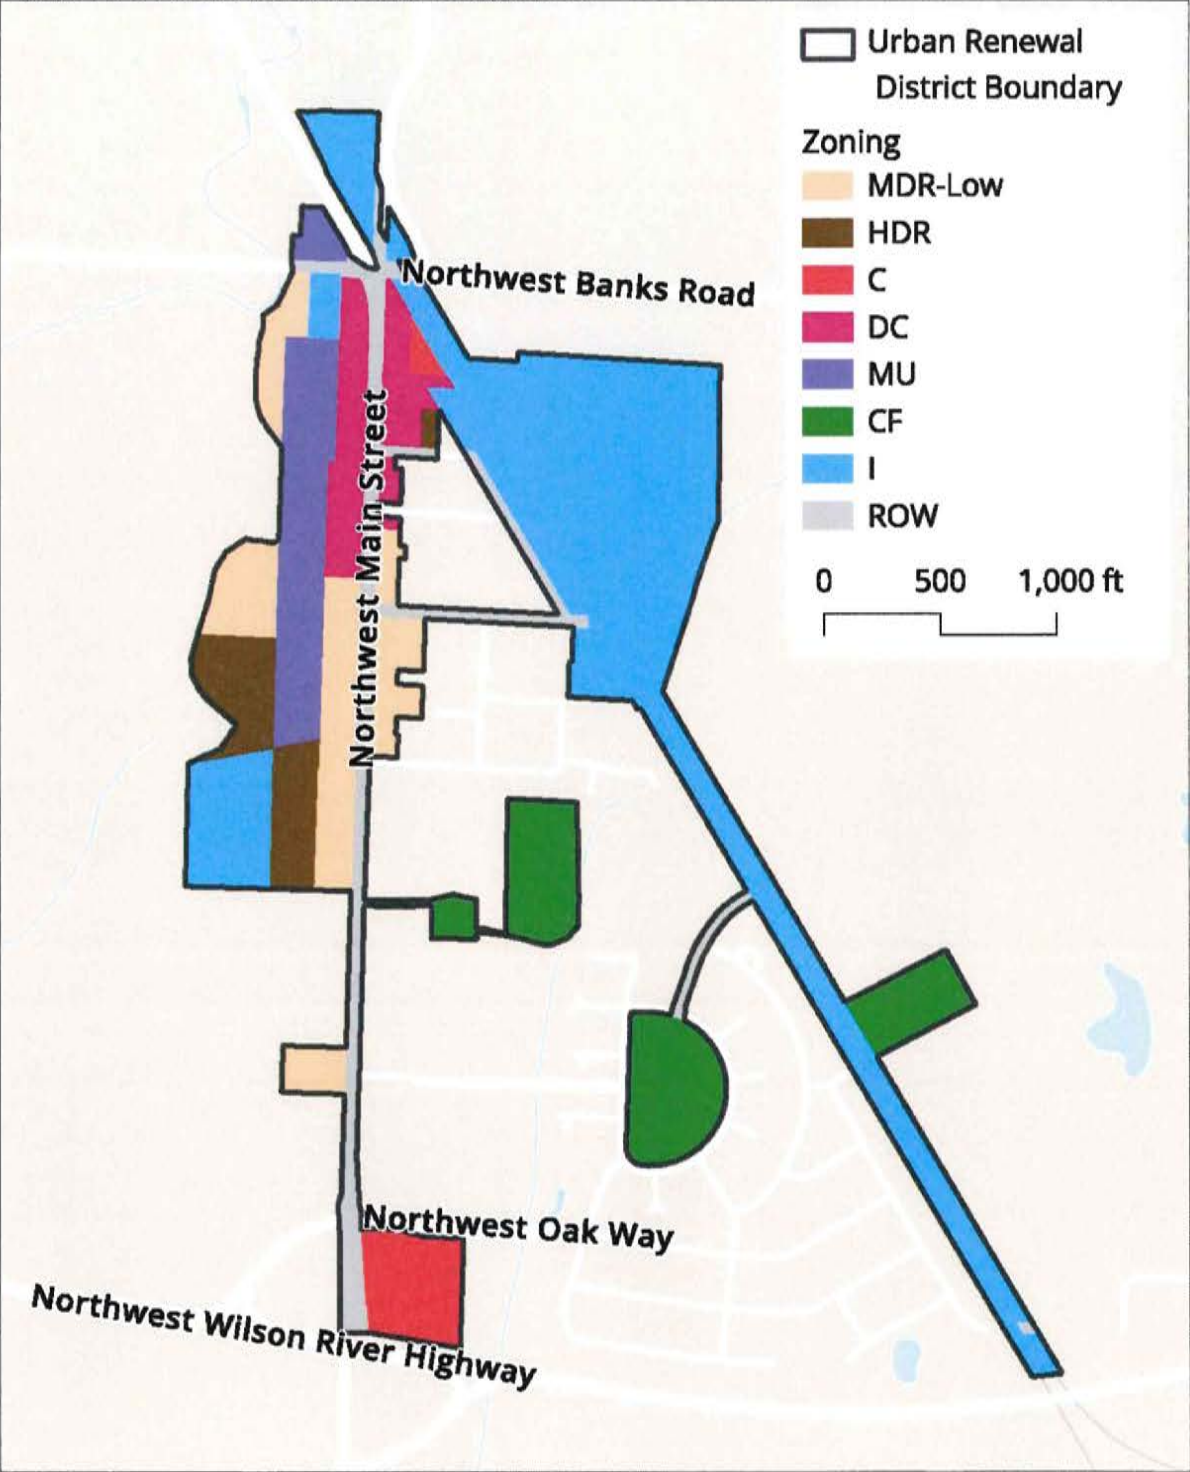 Urban Renewal
District Boundary
Zoning
MDR-Low
HDR
C
DC
MU
CF
I
ROW
0 500 1,000 ft
Northwest Banks Road
Northwest Main Street
Northwest Oak Way
Northwest Wilson River Highway